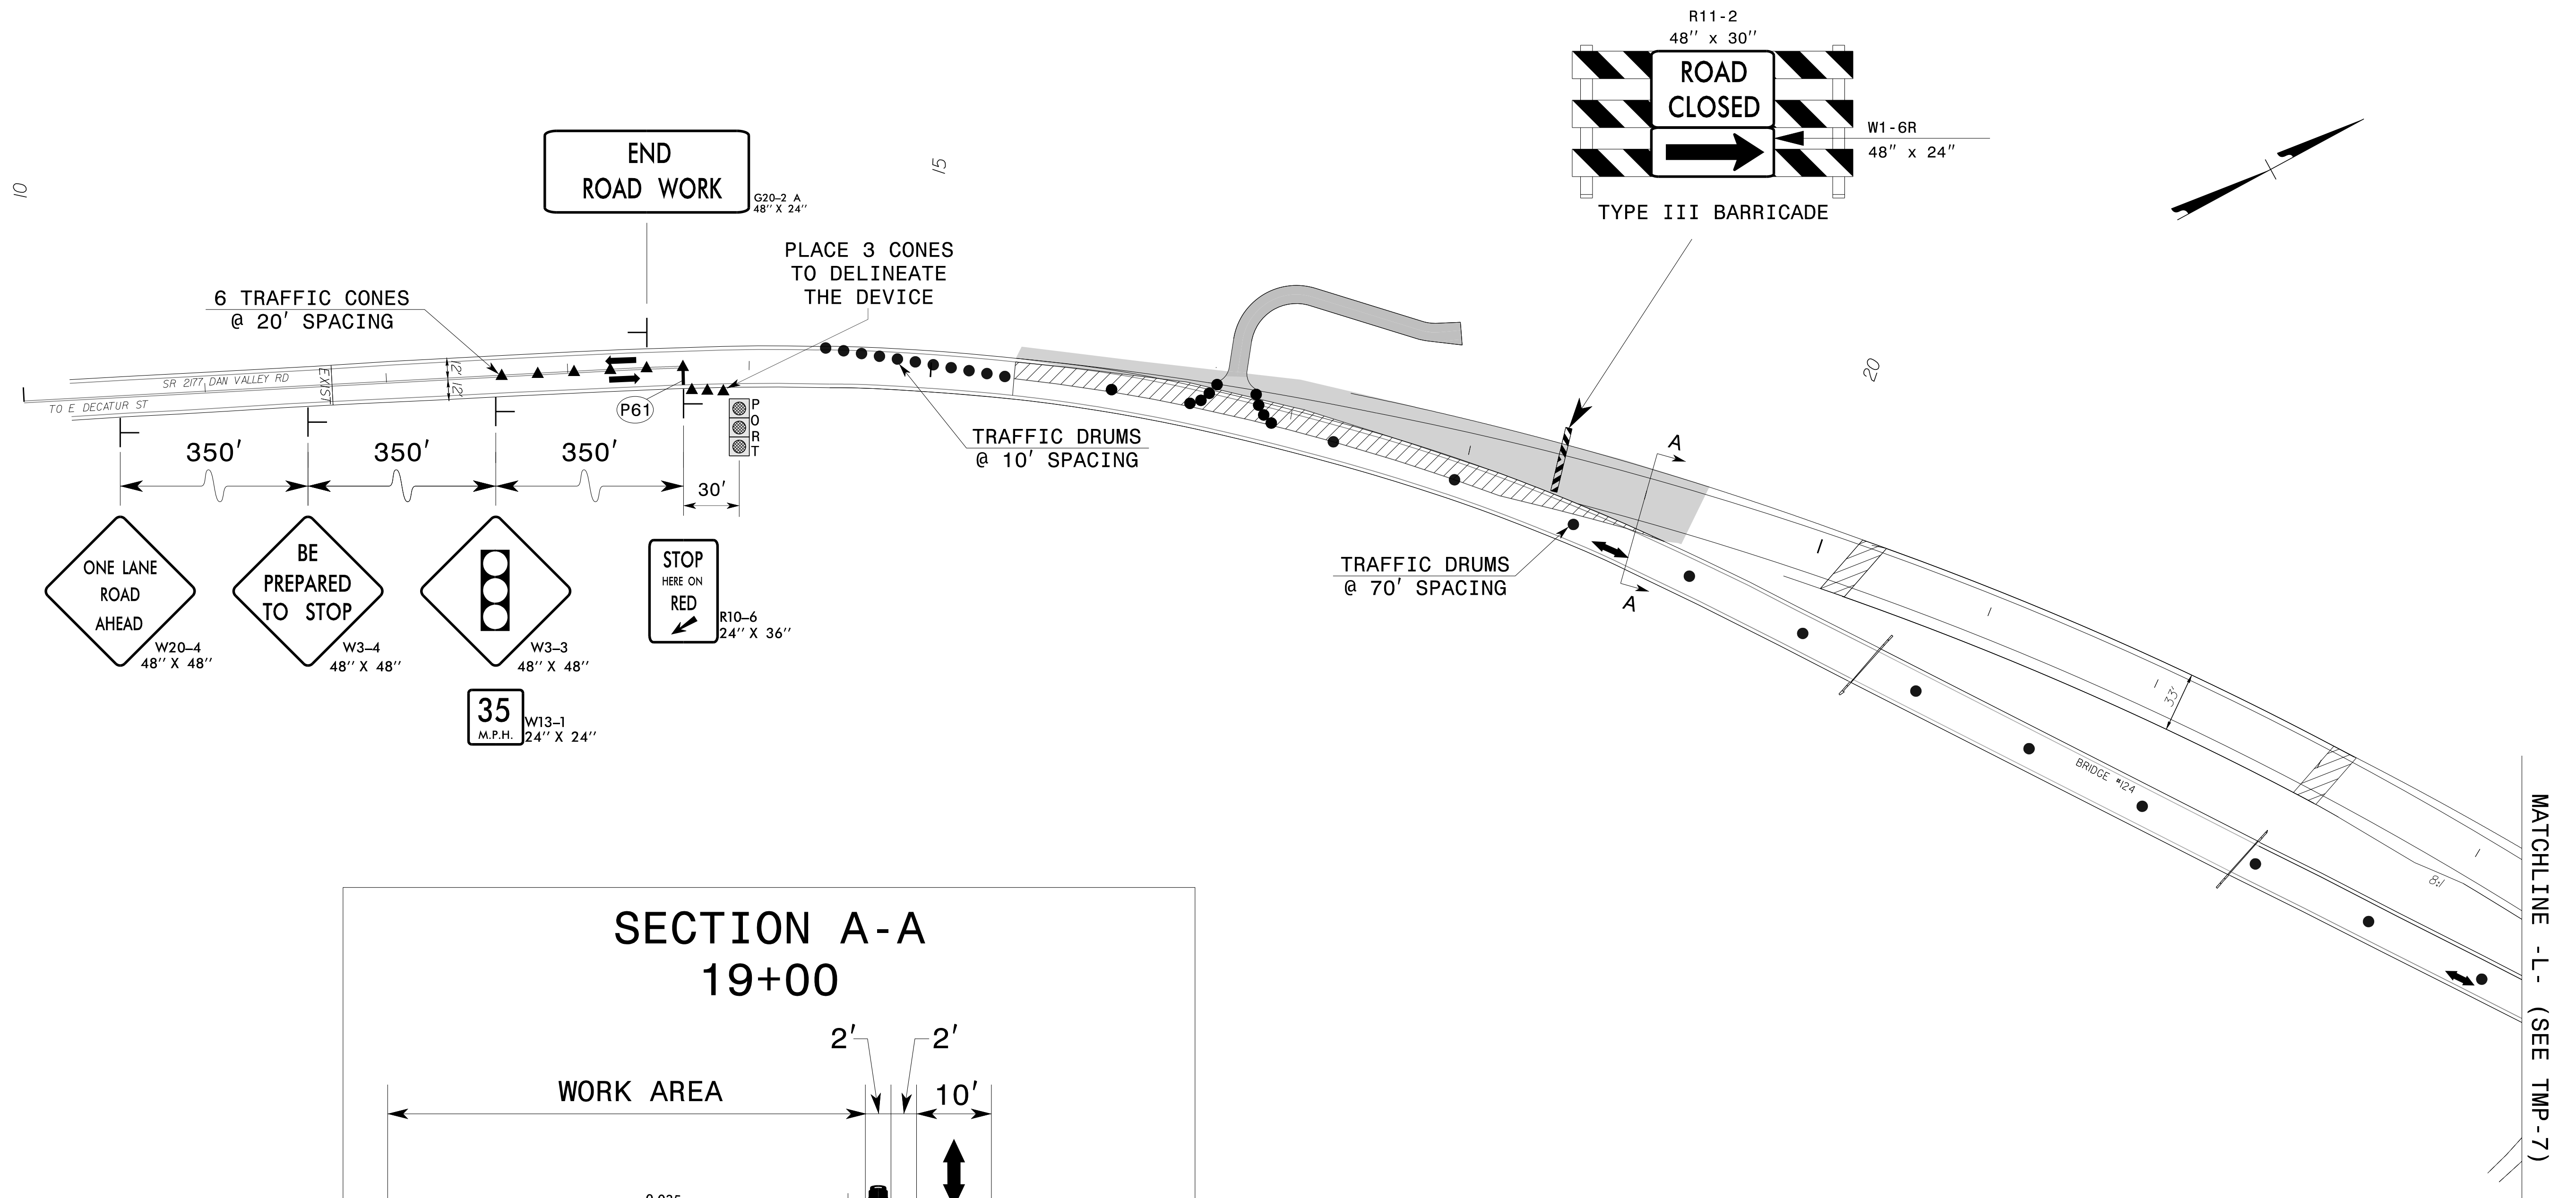 R11-2
48'' x 30''
ROAD
CLOSED
W1-6R
48" x 24"
TYPE III BARRICADE
10
15
20
END
ROAD WORK
G20–2 A
48'' X 24''
PLACE 3 CONES
TO DELINEATE
THE DEVICE
6 TRAFFIC CONES
@ 20' SPACING
SR 2177 DAN VALLEY RD
EXIST
12'
12'
TO E DECATUR ST
P61
P
O
R
T
TRAFFIC DRUMS
@ 10' SPACING
350'
350'
350'
30'
A
A
TRAFFIC DRUMS
@ 70' SPACING
ONE LANE
ROAD
AHEAD
W20–4
48'' X 48''
BE
PREPARED
TO STOP
W3–4
48'' X 48''
W3–3
48'' X 48''
35
M.P.H.
W13–1
24'' X 24''
STOP
HERE ON
RED
R10–6
24'' X 36''
33'
BRIDGE #124
8:1
MATCHLINE -L- (SEE TMP-7)
SECTION A-A
19+00
2'
2'
WORK AREA
10'